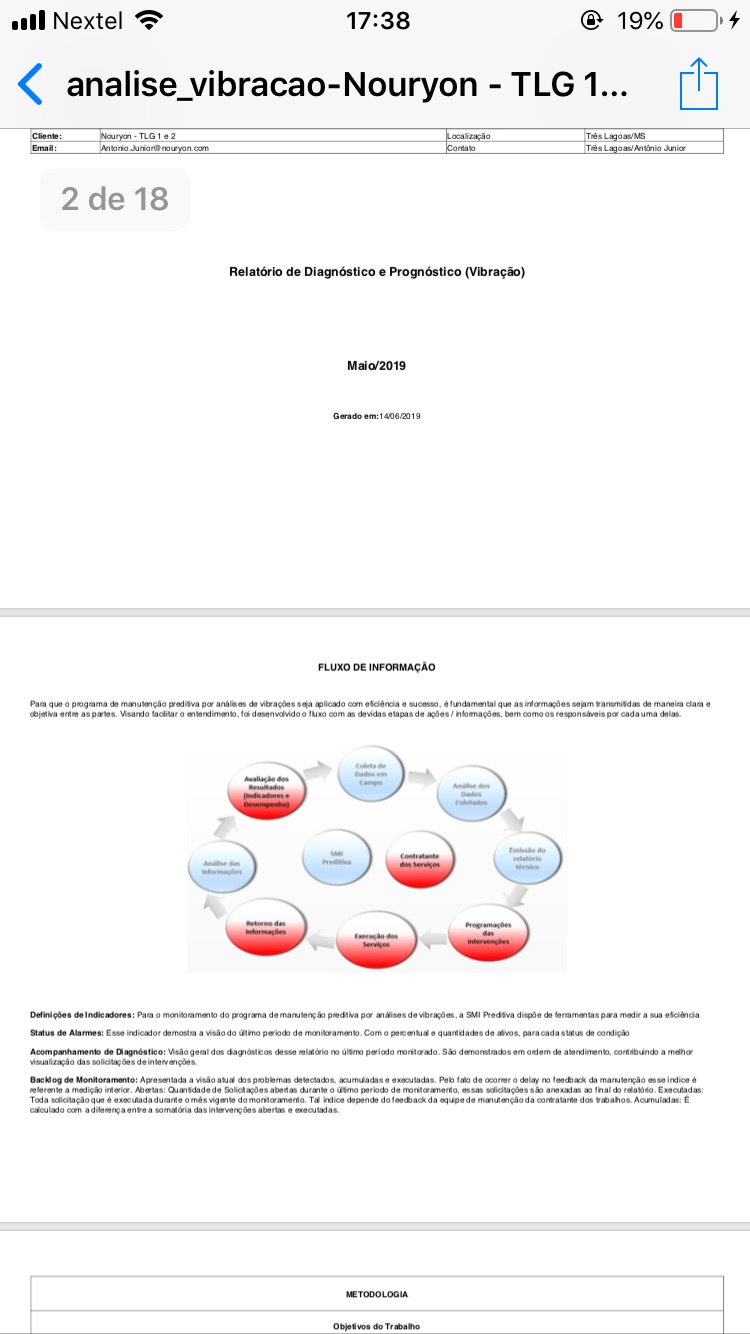 Nextel 17:38 19%
analise_vibracao-Nouryon - TLG 1...
Cliente: Nouryon - TLG 1 e 2 Localização Três Lagoas/MS
Email: Antonio.Junior@nouryon.com Contato Três Lagoas/Antônio Junior
2 de 18
Relatório de Diagnóstico e Prognóstico (Vibração)
Maio/2019
Gerado em:14/06/2019
FLUXO DE INFORMAÇÃO
Para que o programa de manutenção preditiva por análises de vibrações seja aplicado com eficiência e sucesso, é fundamental que as informações sejam transmitidas de maneira clara e
objetiva entre as partes. Visando facilitar o entendimento, foi desenvolvido o fluxo com as devidas etapas de ações / informações, bem como os responsáveis por cada uma delas.
Coleta de
Dados em
Campo
Avaliação dos
Resultados
(Indicadores e
Desempenho)
Análise dos
Dados
Coletados
SMI
Preditiva
Contratante
dos Serviços
Emissão do
relatório
técnico
Análise das
Informações
Retorno das
Informações
Execução dos
Serviços
Programações
das
Intervenções
Definições de Indicadores: Para o monitoramento do programa de manutenção preditiva por análises de vibrações, a SMI Preditiva dispõe de ferramentas para medir a sua eficiência
Status de Alarmes: Esse indicador demostra a visão do último período de monitoramento. Com o percentual e quantidades de ativos, para cada status de condição
Acompanhamento de Diagnóstico: Visão geral dos diagnósticos desse relatório no último período monitorado. São demonstrados em ordem de atendimento, contribuindo a melhor
visualização das solicitações de intervenções.
Backlog de Monitoramento: Apresentada a visão atual dos problemas detectados, acumuladas e executadas. Pelo fato de ocorrer o delay no feedback da manutenção esse índice é
referente a medição interior. Abertas: Quantidade de Solicitações abertas durante o último período de monitoramento, essas solicitações são anexadas ao final do relatório. Executadas:
Toda solicitação que é executada durante o mês vigente do monitoramento. Tal índice depende do feedback da equipe de manutenção da contratante dos trabalhos. Acumuladas: É
calculado com a diferença entre a somatória das intervenções abertas e executadas.
METODOLOGIA
Objetivos do Trabalho